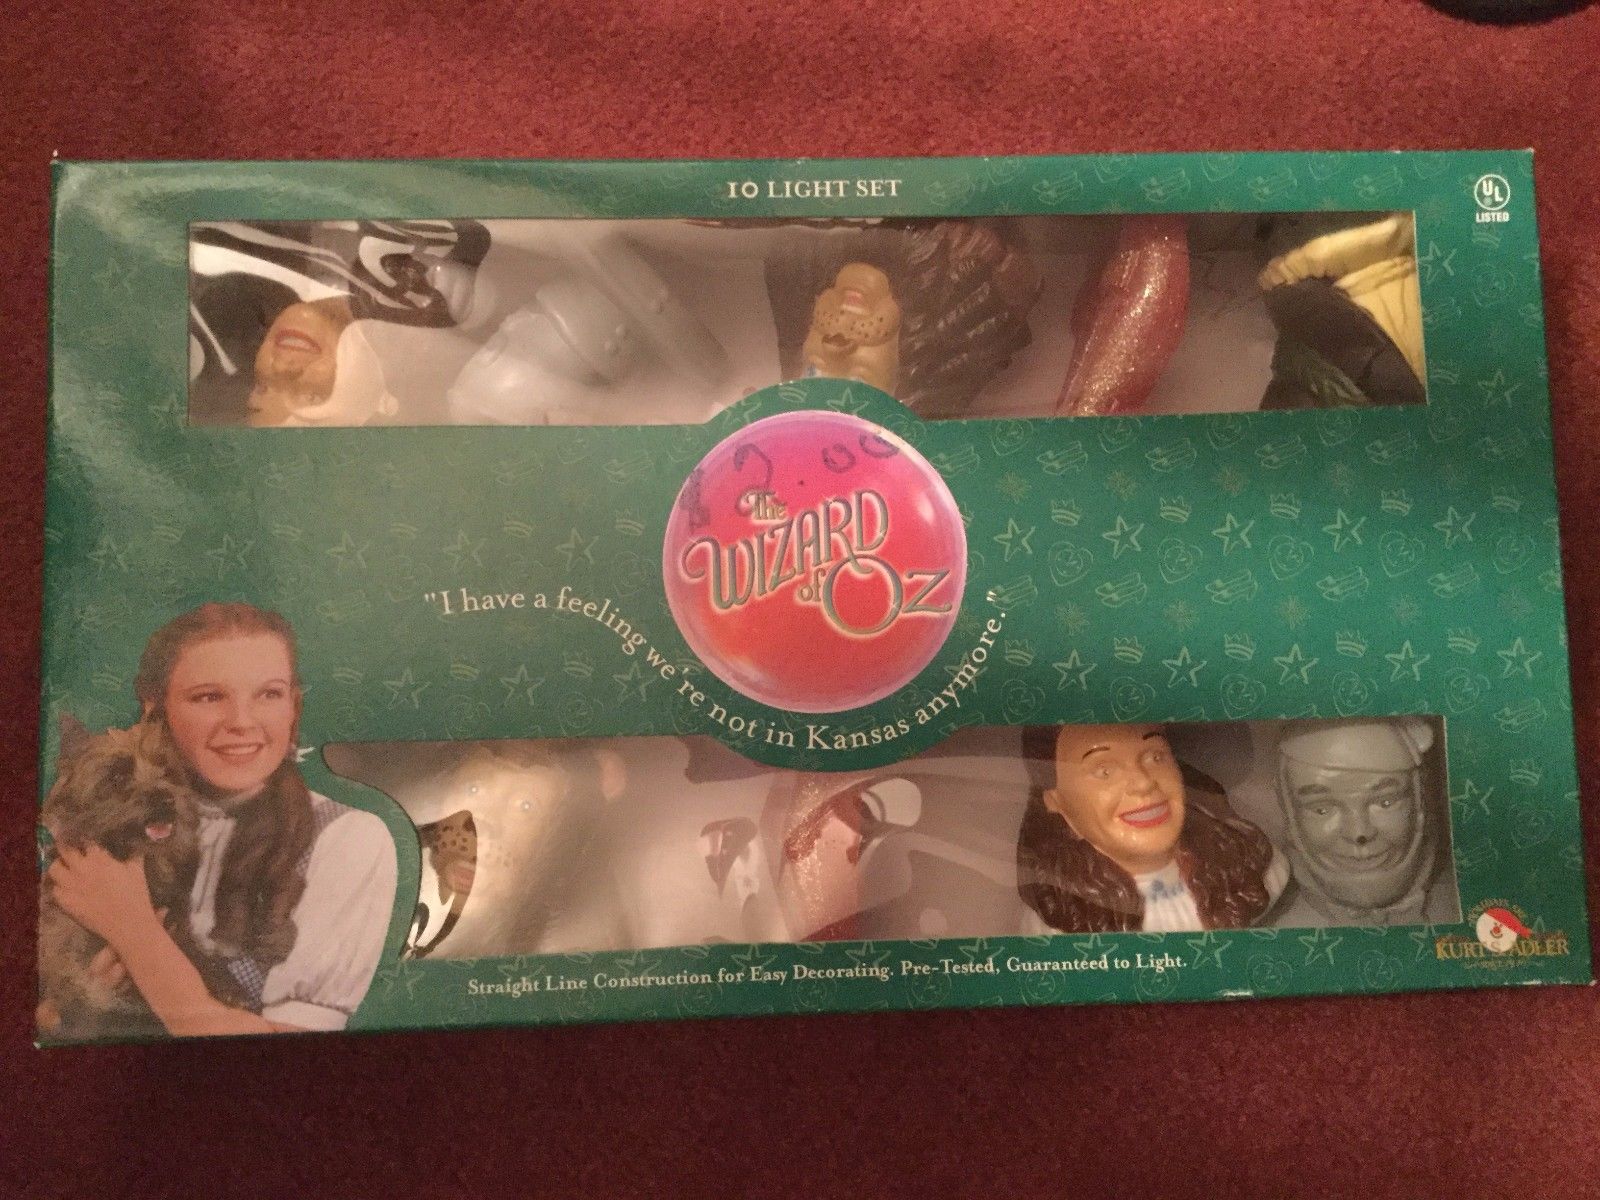 10 LIGHT SET
UL
LISTED
The
WIZARD
of OZ
"I have a feeling we're not in Kansas anymore."
KURT S. ADLER
Straight Line Construction for Easy Decorating. Pre-Tested, Guaranteed to Light.